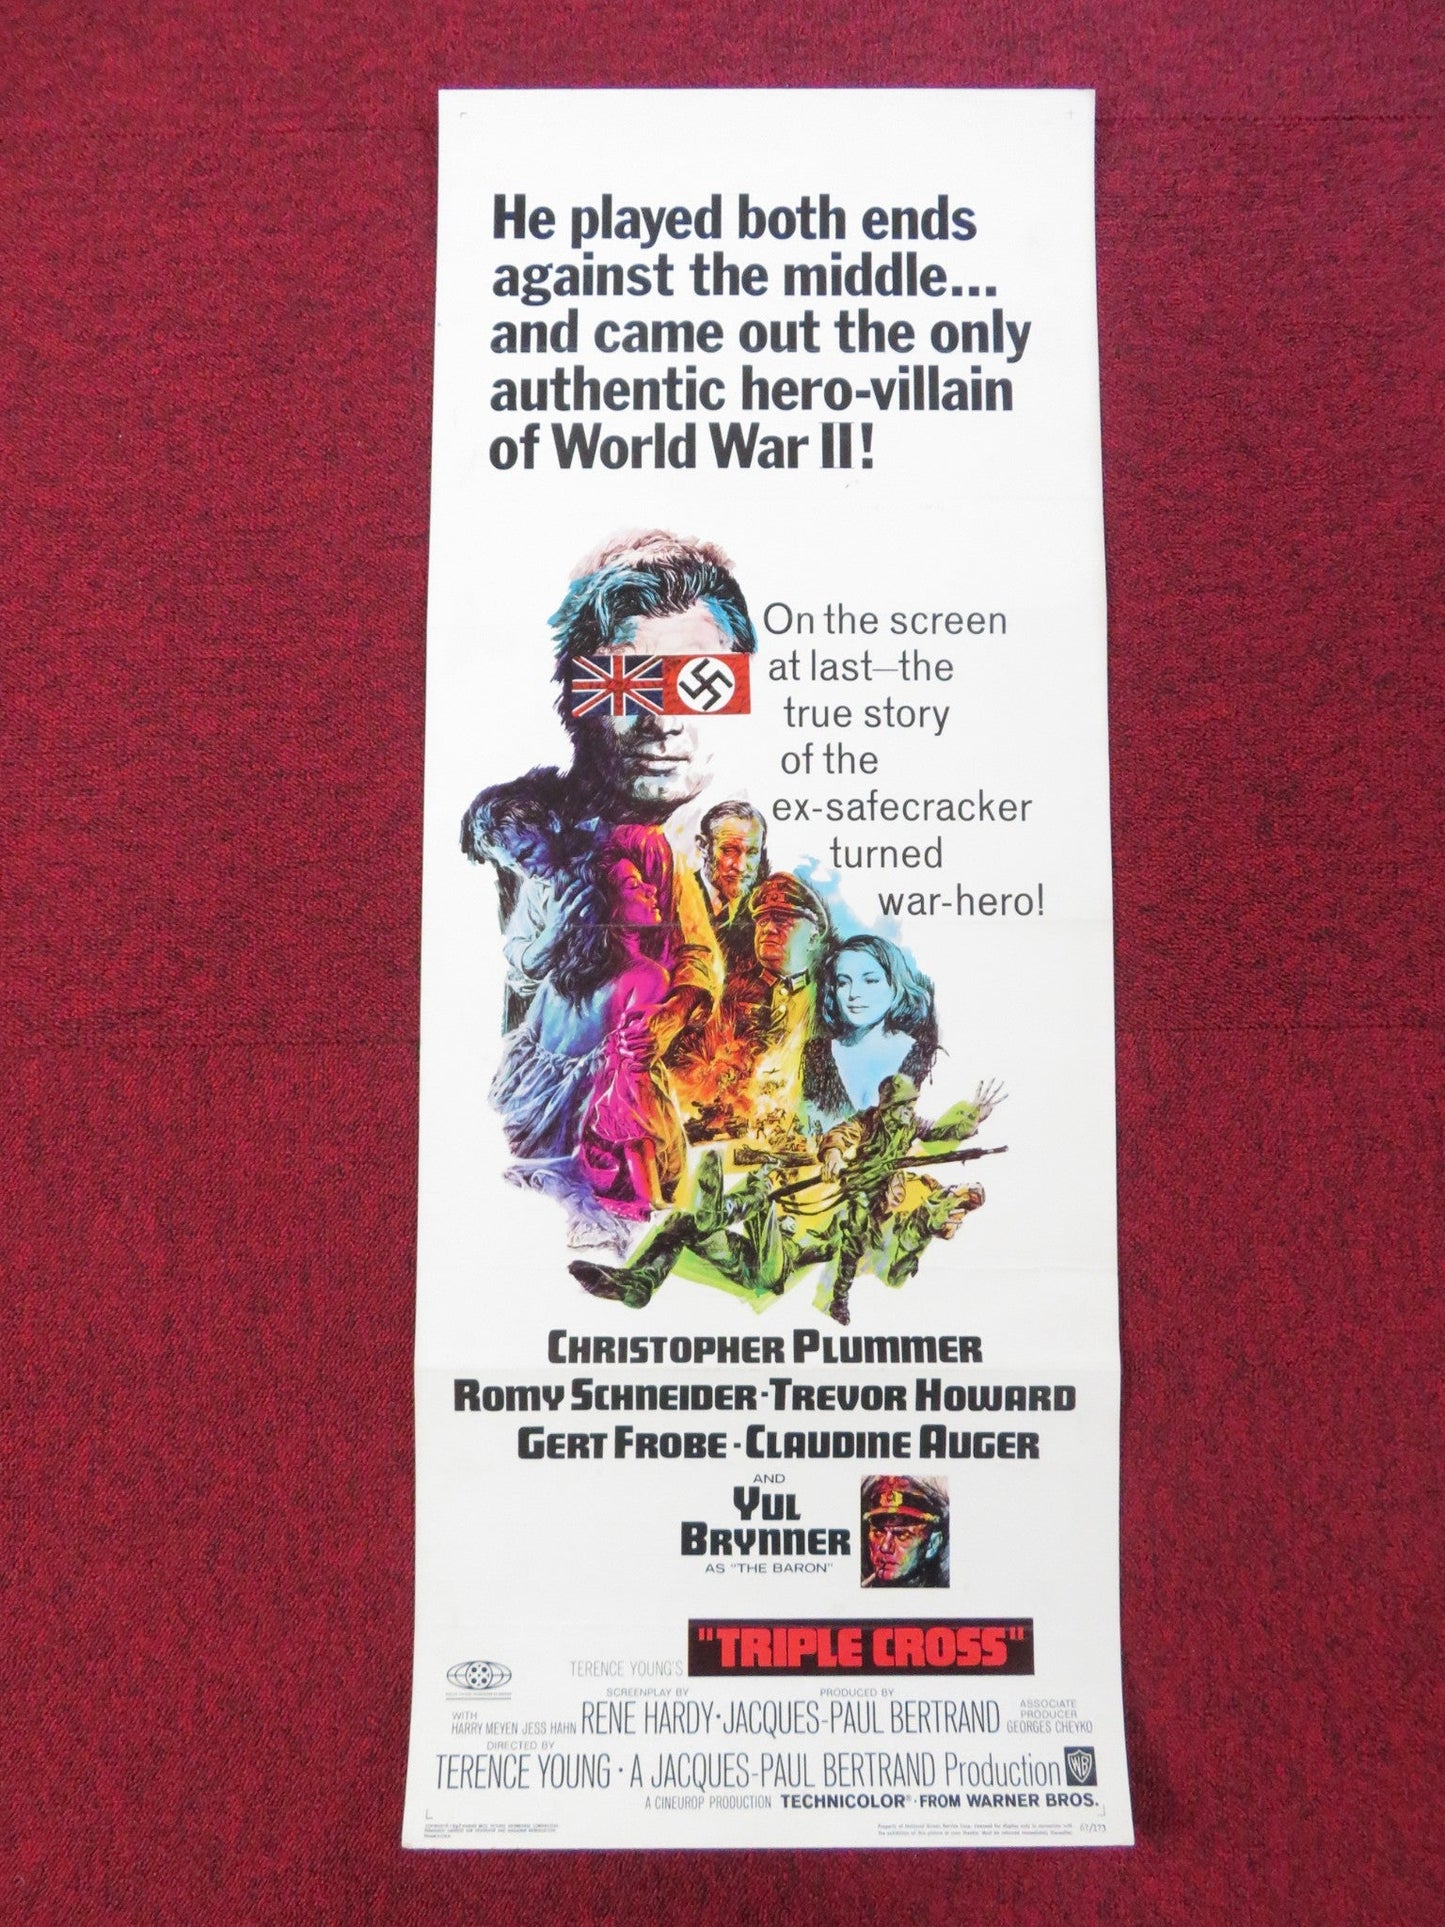 He played both ends
against the middle...
and came out the only
authentic hero-villain
of World War II!
On the screen
at last—the
true story
of the
ex-safecracker
turned
war-hero!
CHRISTOPHER PLUMMER
ROMY SCHNEIDER·TREVOR HOWARD
GERT FROBE·CLAUDINE AUGER
AND
YUL
BRYNNER
AS "THE BARON"
TERENCE YOUNG'S "TRIPLE CROSS"
SCREENPLAY BY PRODUCED BY
WITH HARRY MEYEN JESS HAHN RENE HARDY·JACQUES-PAUL BERTRAND ASSOCIATE PRODUCER GEORGES CHEYKO
DIRECTED BY
TERENCE YOUNG·A JACQUES-PAUL BERTRAND Production WB
A CINEUROP PRODUCTION TECHNICOLOR® FROM WARNER BROS.
67/273